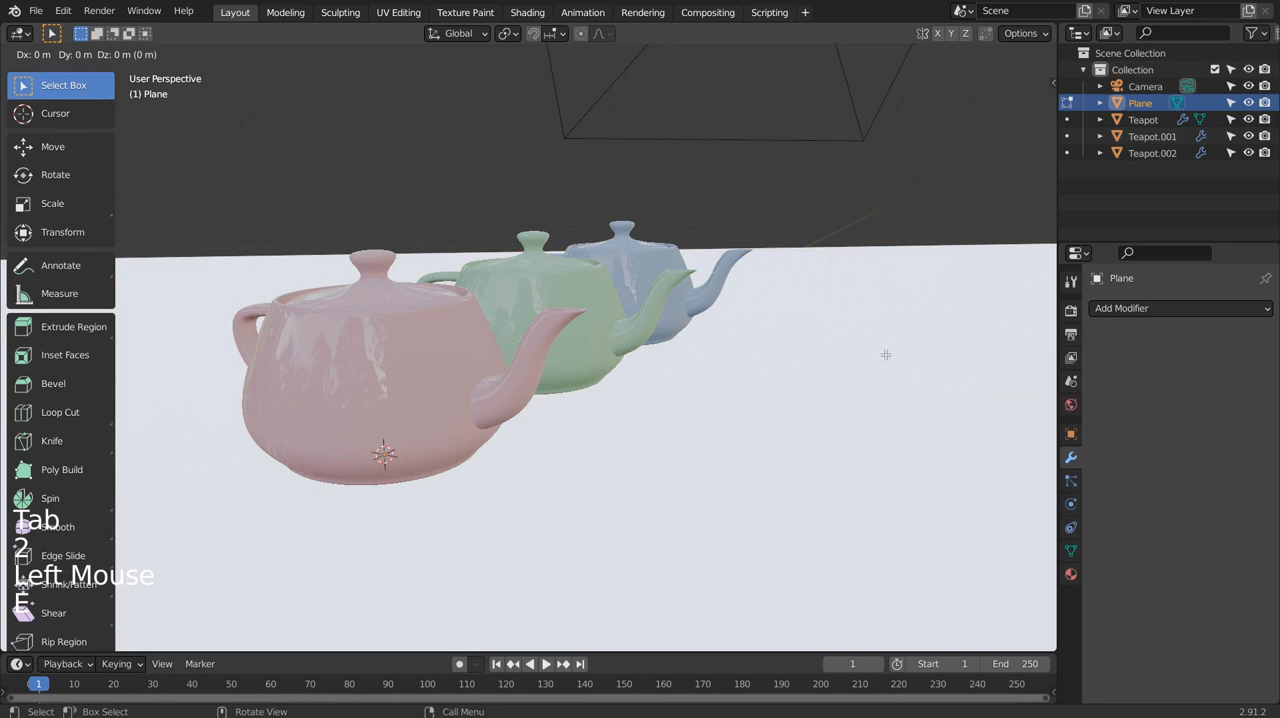 File Edit Render Window Help Layout Modeling Sculpting UV Editing Texture Paint Shading Animation Rendering Compositing Scripting + Scene View Layer
Global X Y Z Options
Dx: 0 m Dy: 0 m Dz: 0 m (0 m)
Select Box
Cursor
Move
Rotate
Scale
Transform
Annotate
Measure
Extrude Region
Inset Faces
Bevel
Loop Cut
Knife
Poly Build
Spin
Smooth
Edge Slide
Shrink/Fatten
Shear
Rip Region
User Perspective
(1) Plane
Tab
2
Left Mouse
E
Scene Collection
Collection
Camera
Plane
Teapot
Teapot.001
Teapot.002
Plane
Add Modifier
Playback Keying View Marker 1 Start 1 End 250
1 10 20 30 40 50 60 70 80 90 100 110 120 130 140 150 160 170 180 190 200 210 220 230 240 250
Select Box Select Rotate View Call Menu 2.91.2